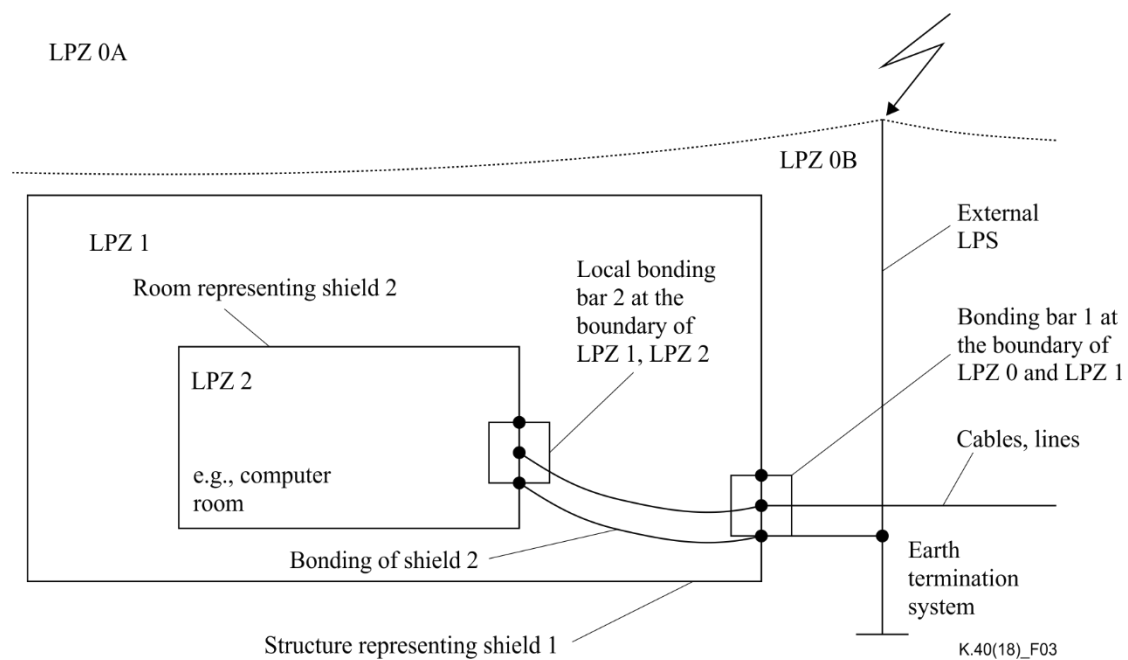 LPZ 0A
LPZ 0B
LPZ 1
External
LPS
Room representing shield 2
Local bonding
bar 2 at the
boundary of
LPZ 1, LPZ 2
Bonding bar 1 at
the boundary of
LPZ 0 and LPZ 1
LPZ 2
e.g., computer
room
Cables, lines
Bonding of shield 2
Earth
termination
system
Structure representing shield 1
K.40(18)_F03